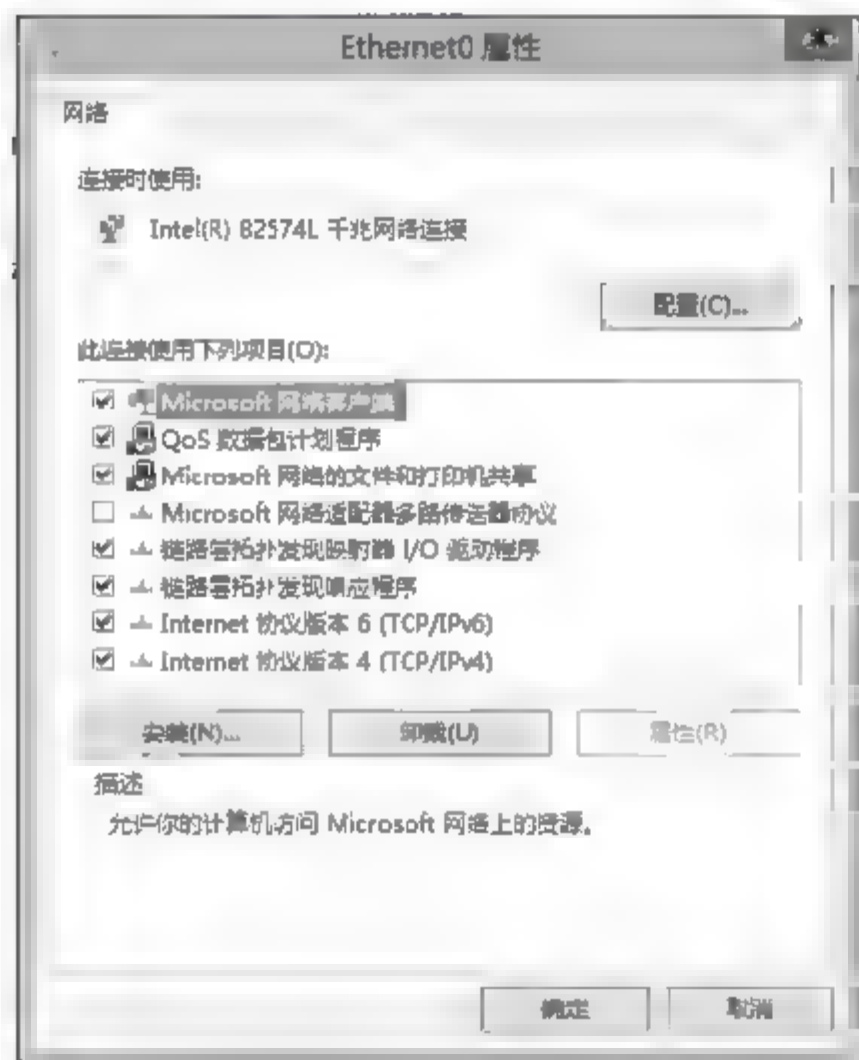 Ethernet0 属性
网络
连接时使用:
Intel(R) 82574L 千兆网络连接
配置(C)...
此连接使用下列项目(O):
Microsoft 网络客户端
QoS 数据包计划程序
Microsoft 网络的文件和打印机共享
Microsoft 网络适配器多路传送器协议
链路层拓扑发现映射器 I/O 驱动程序
链路层拓扑发现响应程序
Internet 协议版本 6 (TCP/IPv6)
Internet 协议版本 4 (TCP/IPv4)
安装(N)... 卸载(U) 属性(R)
描述
允许你的计算机访问 Microsoft 网络上的资源。
确定 取消